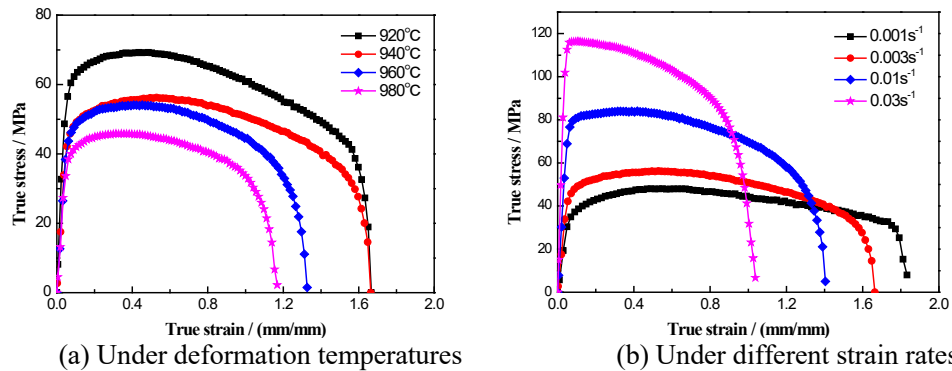 80
60
40
20
0
0.0 0.4 0.8 1.2 1.6 2.0
True stress / MPa
True strain / (mm/mm)
920°C
940°C
960°C
980°C
(a) Under deformation temperatures
120
100
80
60
40
20
0
0.0 0.4 0.8 1.2 1.6 2.0
True stress / MPa
True strain / (mm/mm)
0.001s-1
0.003s-1
0.01s-1
0.03s-1
(b) Under different strain rates